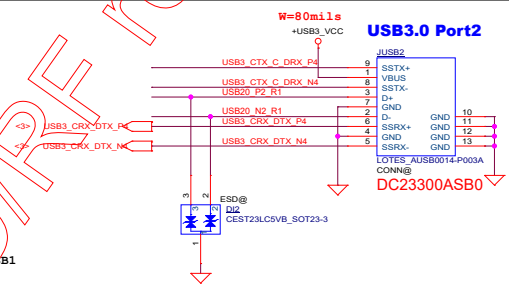 W=80mils
+USB3_VCC
USB3.0 Port2
JUSB2
USB3_CTX_C_DRX_P4 9 SSTX+
1 VBUS
USB3_CTX_C_DRX_N4 8 SSTX-
USB20_P2_R1 3 D+
7 GND
USB20_N2_R1 2 D- GND 10
<3> USB3_CRX_DTX_P4 USB3_CRX_DTX_P4 6 SSRX+ GND 11
4 GND GND 12
<3> USB3_CRX_DTX_N4 USB3_CRX_DTX_N4 5 SSRX- GND 13
LOTES_AUSB0014-P003A
CONN@
DC23300ASB0
3 2 ESD@
3 2 DI2
CEST23LC5VB_SOT23-3
1
B1